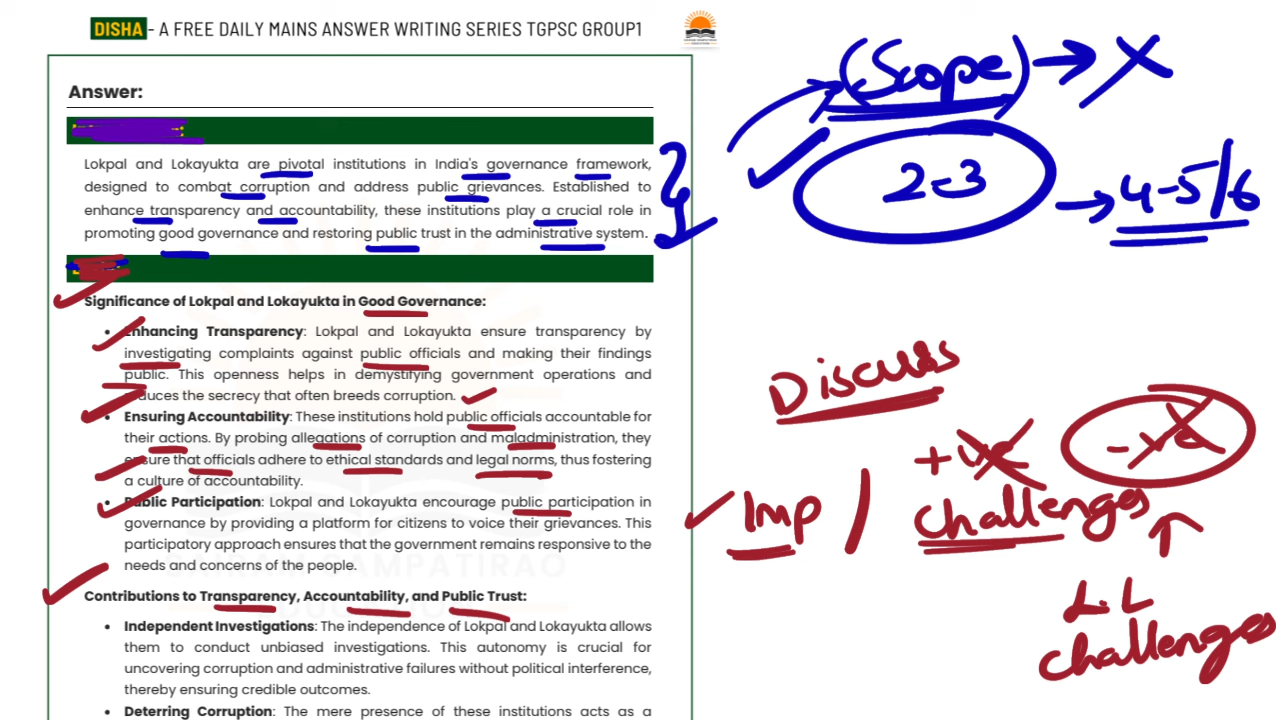 DISHA - A FREE DAILY MAINS ANSWER WRITING SERIES TGPSC GROUP1
Answer:
Lokpal and Lokayukta are pivotal institutions in India's governance framework,
designed to combat corruption and address public grievances. Established to
enhance transparency and accountability, these institutions play a crucial role in
promoting good governance and restoring public trust in the administrative system.
Significance of Lokpal and Lokayukta in Good Governance:
• Enhancing Transparency: Lokpal and Lokayukta ensure transparency by
investigating complaints against public officials and making their findings
public. This openness helps in demystifying government operations and
reduces the secrecy that often breeds corruption.
• Ensuring Accountability: These institutions hold public officials accountable for
their actions. By probing allegations of corruption and maladministration, they
ensure that officials adhere to ethical standards and legal norms, thus fostering
a culture of accountability.
• Public Participation: Lokpal and Lokayukta encourage public participation in
governance by providing a platform for citizens to voice their grievances. This
participatory approach ensures that the government remains responsive to the
needs and concerns of the people.
Contributions to Transparency, Accountability, and Public Trust:
• Independent Investigations: The independence of Lokpal and Lokayukta allows
them to conduct unbiased investigations. This autonomy is crucial for
uncovering corruption and administrative failures without political interference,
thereby ensuring credible outcomes.
• Deterring Corruption: The mere presence of these institutions acts as a
(Scope) → X
2-3 → 4-5/6
Discuss
+ve -ve
Imp / challenges
L.L
challenges